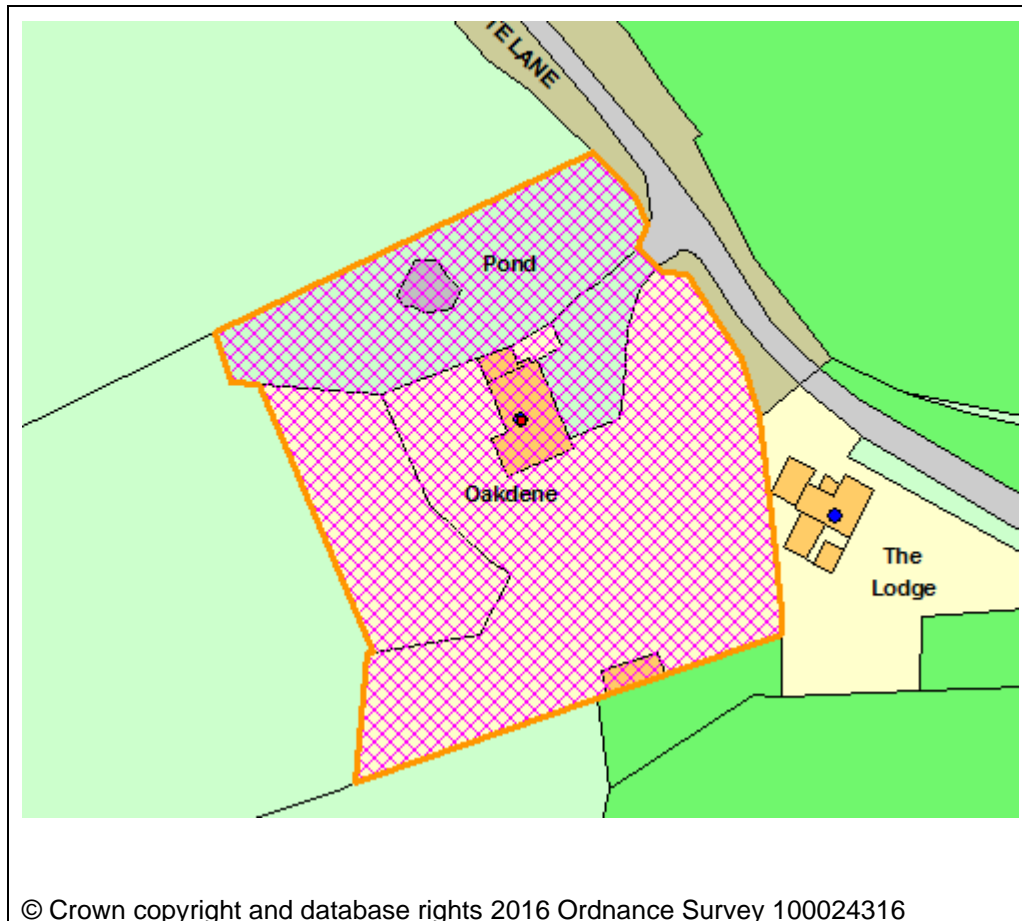 TE LANE
Pond
Oakdene
The
Lodge
© Crown copyright and database rights 2016 Ordnance Survey 100024316